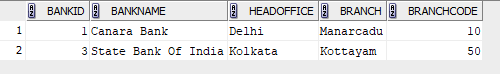 BANKID BANKNAME HEADOFFICE BRANCH BRANCHCODE
1 1 Canara Bank Delhi Manarcadu 10
2 3 State Bank Of India Kolkata Kottayam 50